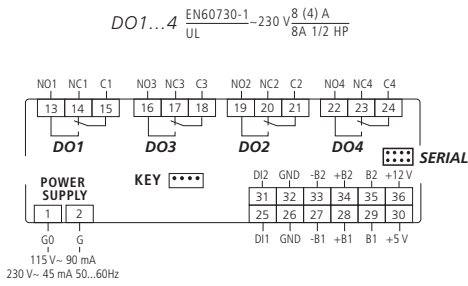 DO1...4 EN60730-1 / UL ~230 V 8 (4) A / 8A 1/2 HP
NO1 NC1 C1 NO3 NC3 C3 NO2 NC2 C2 NO4 NC4 C4
13 14 15 16 17 18 19 20 21 22 23 24
DO1 DO3 DO2 DO4
SERIAL
POWER SUPPLY
KEY
DI2 GND -B2 +B2 B2 +12 V
31 32 33 34 35 36
1 2
25 26 27 28 29 30
G0 G
DI1 GND -B1 +B1 B1 +5 V
115 V~ 90 mA
230 V~ 45 mA 50...60Hz